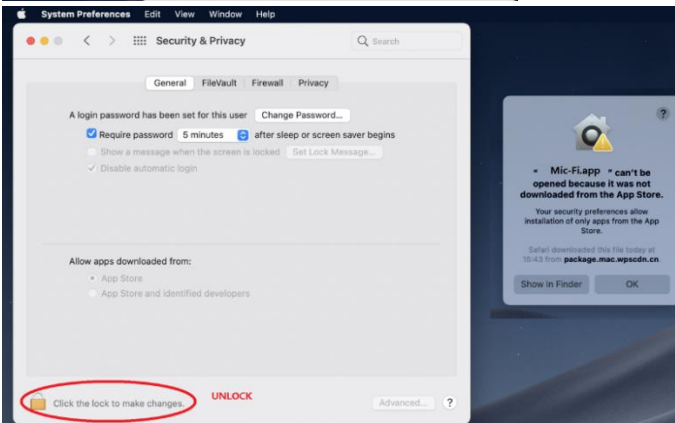 System Preferences Edit View Window Help
Security & Privacy
Search
General FileVault Firewall Privacy
A login password has been set for this user Change Password...
Require password 5 minutes after sleep or screen saver begins
Show a message when the screen is locked Set Lock Message...
Disable automatic login
Allow apps downloaded from:
App Store
App Store and identified developers
Click the lock to make changes.
UNLOCK
Advanced...
?
?
" Mic-Fi.app " can't be
opened because it was not
downloaded from the App Store.
Your security preferences allow
installation of only apps from the App
Store.
Safari downloaded this file today at
16:43 from package.mac.wpscdn.cn.
Show in Finder OK